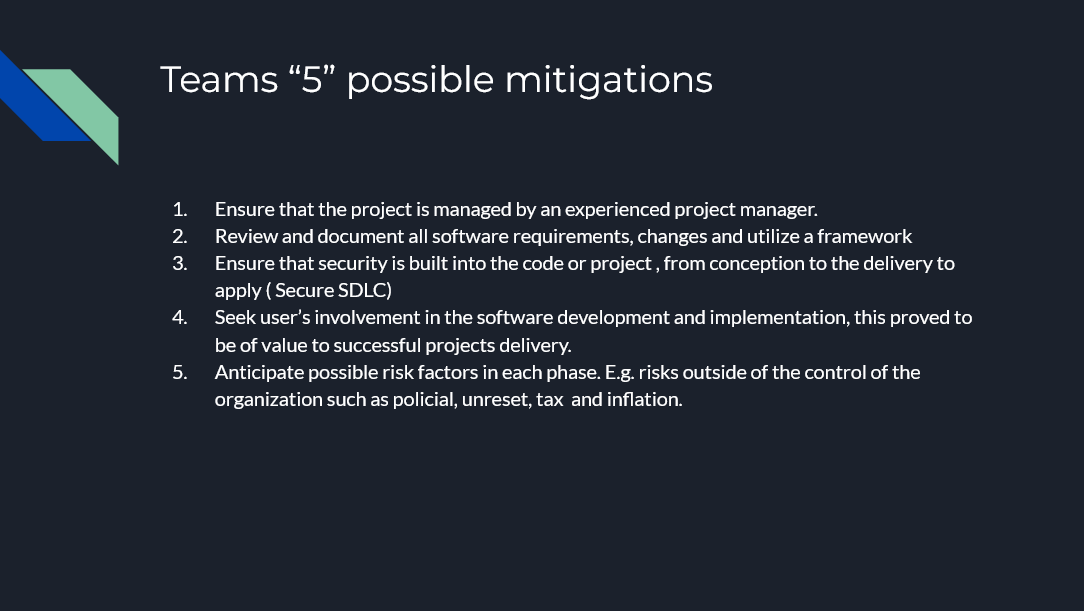 Teams “5” possible mitigations
1. Ensure that the project is managed by an experienced project manager.
2. Review and document all software requirements, changes and utilize a framework
3. Ensure that security is built into the code or project , from conception to the delivery to
apply ( Secure SDLC)
4. Seek user’s involvement in the software development and implementation, this proved to
be of value to successful projects delivery.
5. Anticipate possible risk factors in each phase. E.g. risks outside of the control of the
organization such as policial, unreset, tax  and inflation.